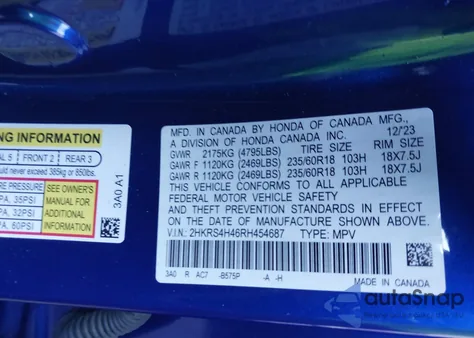 NG INFORMATION
AL 5 FRONT 2 REAR 3
uld never exceed 385kg or 850lbs.
E PRESSURE SEE OWNER'S
PA, 35PSI MANUAL FOR
PA, 32PSI ADDITIONAL
PA, 60PSI INFORMATION
3A0 A1
MFD. IN CANADA BY HONDA OF CANADA MFG.,
A DIVISION OF HONDA CANADA INC. 12/'23
GVWR 2175KG (4795LBS) TIRE SIZE RIM SIZE
GAWR F 1120KG (2469LBS) 235/60R18 103H 18X7.5J
GAWR R 1120KG (2469LBS) 235/60R18 103H 18X7.5J
THIS VEHICLE CONFORMS TO ALL APPLICABLE
FEDERAL MOTOR VEHICLE SAFETY
AND THEFT PREVENTION STANDARDS IN EFFECT
ON THE DATE OF MANUFACTURE SHOWN ABOVE.
V.I.N: 2HKRS4H46RH454687 TYPE: MPV
3A0 R AC7 -B575P -A -H
MADE IN CANADA
autoSnap